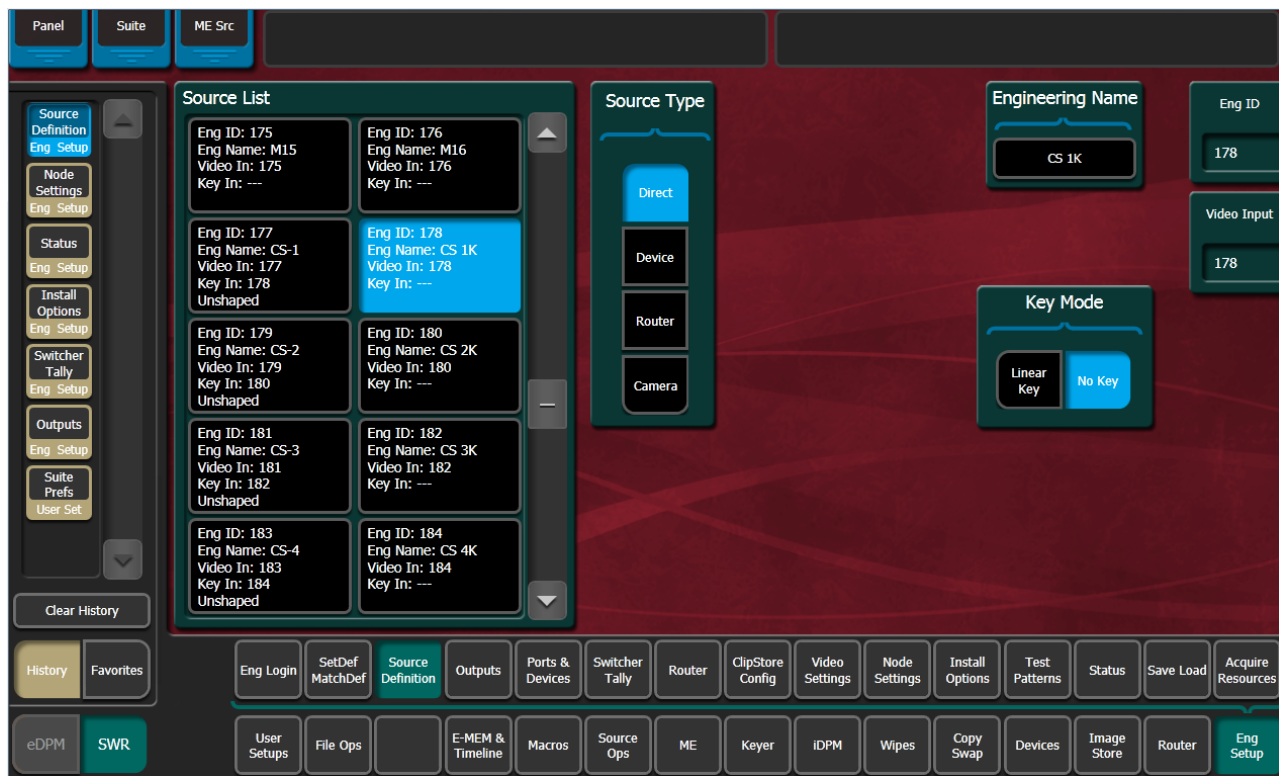 Panel
Suite
ME Src
Source
Definition
Eng Setup
Node
Settings
Eng Setup
Status
Eng Setup
Install
Options
Eng Setup
Switcher
Tally
Eng Setup
Outputs
Eng Setup
Suite
Prefs
User Set
Clear History
History
Favorites
eDPM
SWR
Source List
Eng ID: 175
Eng Name: M15
Video In: 175
Key In: ---
Eng ID: 176
Eng Name: M16
Video In: 176
Key In: ---
Eng ID: 177
Eng Name: CS-1
Video In: 177
Key In: 178
Unshaped
Eng ID: 178
Eng Name: CS 1K
Video In: 178
Key In: ---
Eng ID: 179
Eng Name: CS-2
Video In: 179
Key In: 180
Unshaped
Eng ID: 180
Eng Name: CS 2K
Video In: 180
Key In: ---
Eng ID: 181
Eng Name: CS-3
Video In: 181
Key In: 182
Unshaped
Eng ID: 182
Eng Name: CS 3K
Video In: 182
Key In: ---
Eng ID: 183
Eng Name: CS-4
Video In: 183
Key In: 184
Unshaped
Eng ID: 184
Eng Name: CS 4K
Video In: 184
Key In: ---
Source Type
Direct
Device
Router
Camera
Engineering Name
CS 1K
Eng ID
178
Video Input
178
Key Mode
Linear
Key
No Key
Eng Login
SetDef
MatchDef
Source
Definition
Outputs
Ports &
Devices
Switcher
Tally
Router
ClipStore
Config
Video
Settings
Node
Settings
Install
Options
Test
Patterns
Status
Save Load
Acquire
Resources
User
Setups
File Ops
E-MEM &
Timeline
Macros
Source
Ops
ME
Keyer
iDPM
Wipes
Copy
Swap
Devices
Image
Store
Router
Eng
Setup